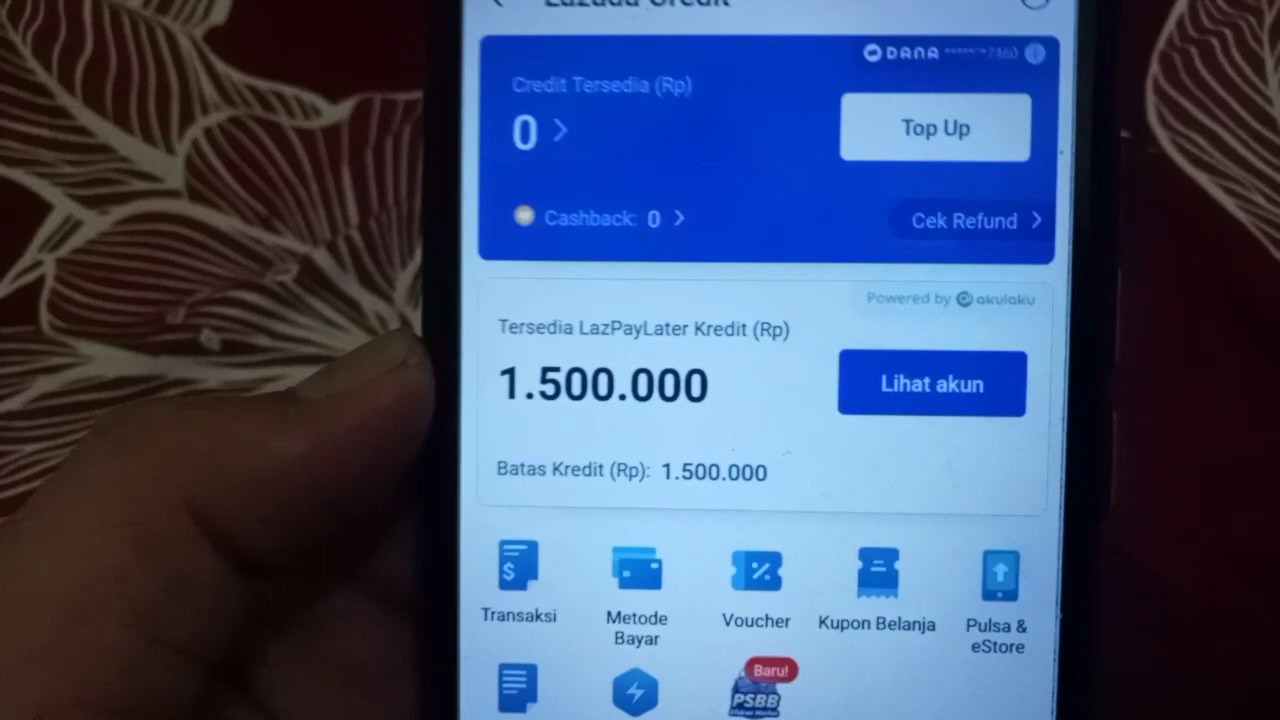 Lazada Credit
DANA
Credit Tersedia (Rp)
0 >
Top Up
Cashback: 0 >
Cek Refund >
Powered by akulaku
Tersedia LazPayLater Kredit (Rp)
1.500.000
Lihat akun
Batas Kredit (Rp): 1.500.000
Transaksi
Metode
Bayar
Voucher
Kupon Belanja
Pulsa &
eStore
Baru!
PSBB